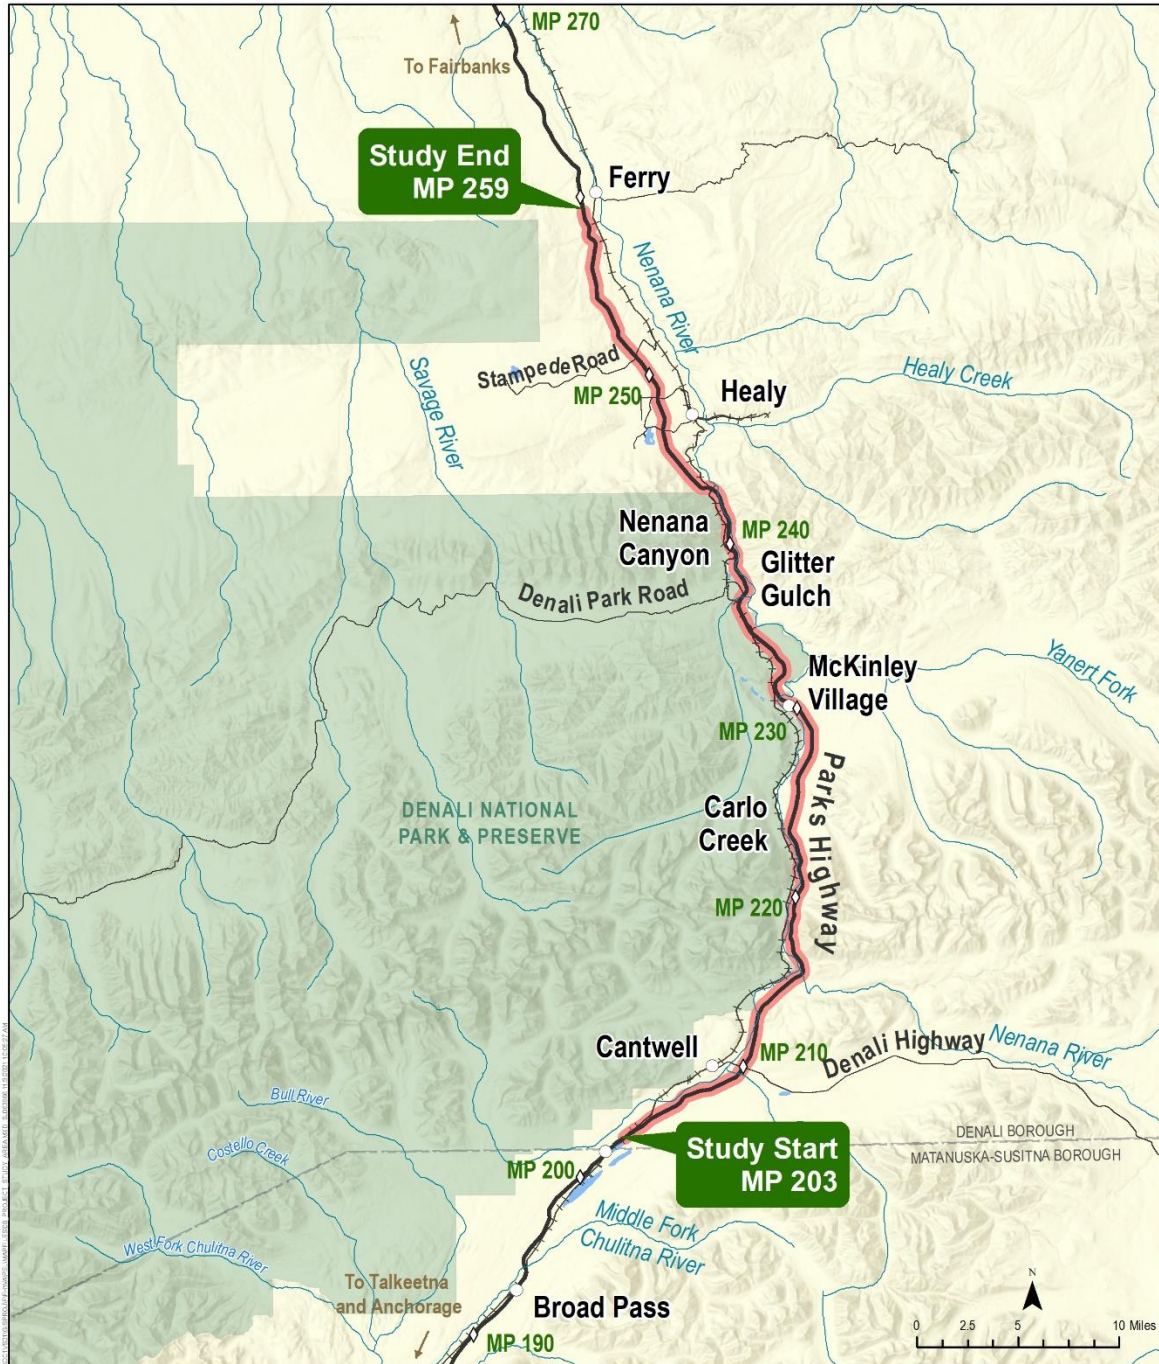 MP 270
To Fairbanks
Study End
MP 259
Ferry
Nenana River
Stampede Road
Savage River
MP 250
Healy
Healy Creek
Nenana
Canyon
MP 240
Glitter
Gulch
Denali Park Road
McKinley
Village
Yanert Fork
MP 230
Parks Highway
DENALI NATIONAL
PARK & PRESERVE
Carlo
Creek
MP 220
Cantwell
MP 210
Denali Highway
Nenana River
Bull River
Costello Creek
Study Start
MP 203
DENALI BOROUGH
MATANUSKA-SUSITNA BOROUGH
MP 200
Middle Fork
Chulitna River
West Fork Chulitna River
To Talkeetna
and Anchorage
Broad Pass
MP 190
N
0 2.5 5 10 Miles